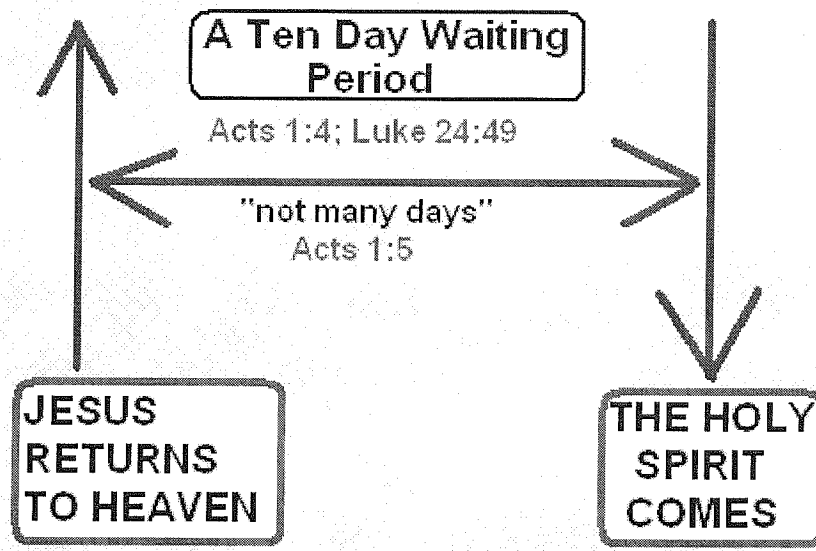 A Ten Day Waiting
Period
Acts 1:4; Luke 24:49
"not many days"
Acts 1:5
JESUS
RETURNS
TO HEAVEN
THE HOLY
SPIRIT
COMES